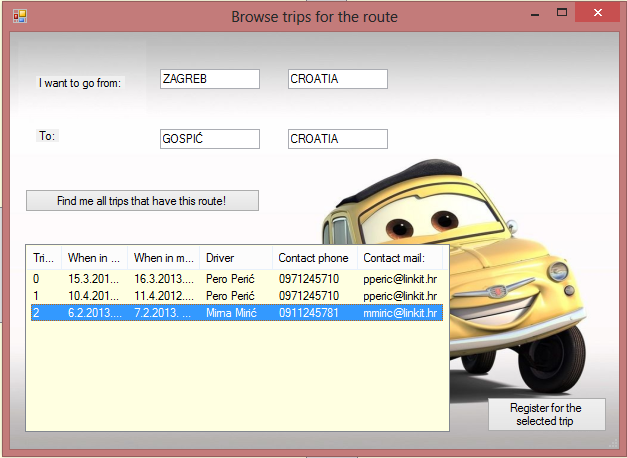 Browse trips for the route
I want to go from: ZAGREB CROATIA
To: GOSPIĆ CROATIA
Find me all trips that have this route!
Tri... When in ... When in m... Driver Contact phone Contact mail:
0 15.3.201... 16.3.2013.... Pero Perić 0971245710 pperic@linkit.hr
1 10.4.201... 11.4.2012.... Pero Perić 0971245710 pperic@linkit.hr
2 6.2.2013.... 7.2.2013. ... Mirna Mirić 0911245781 mmiric@linkit.hr
Register for the
selected trip